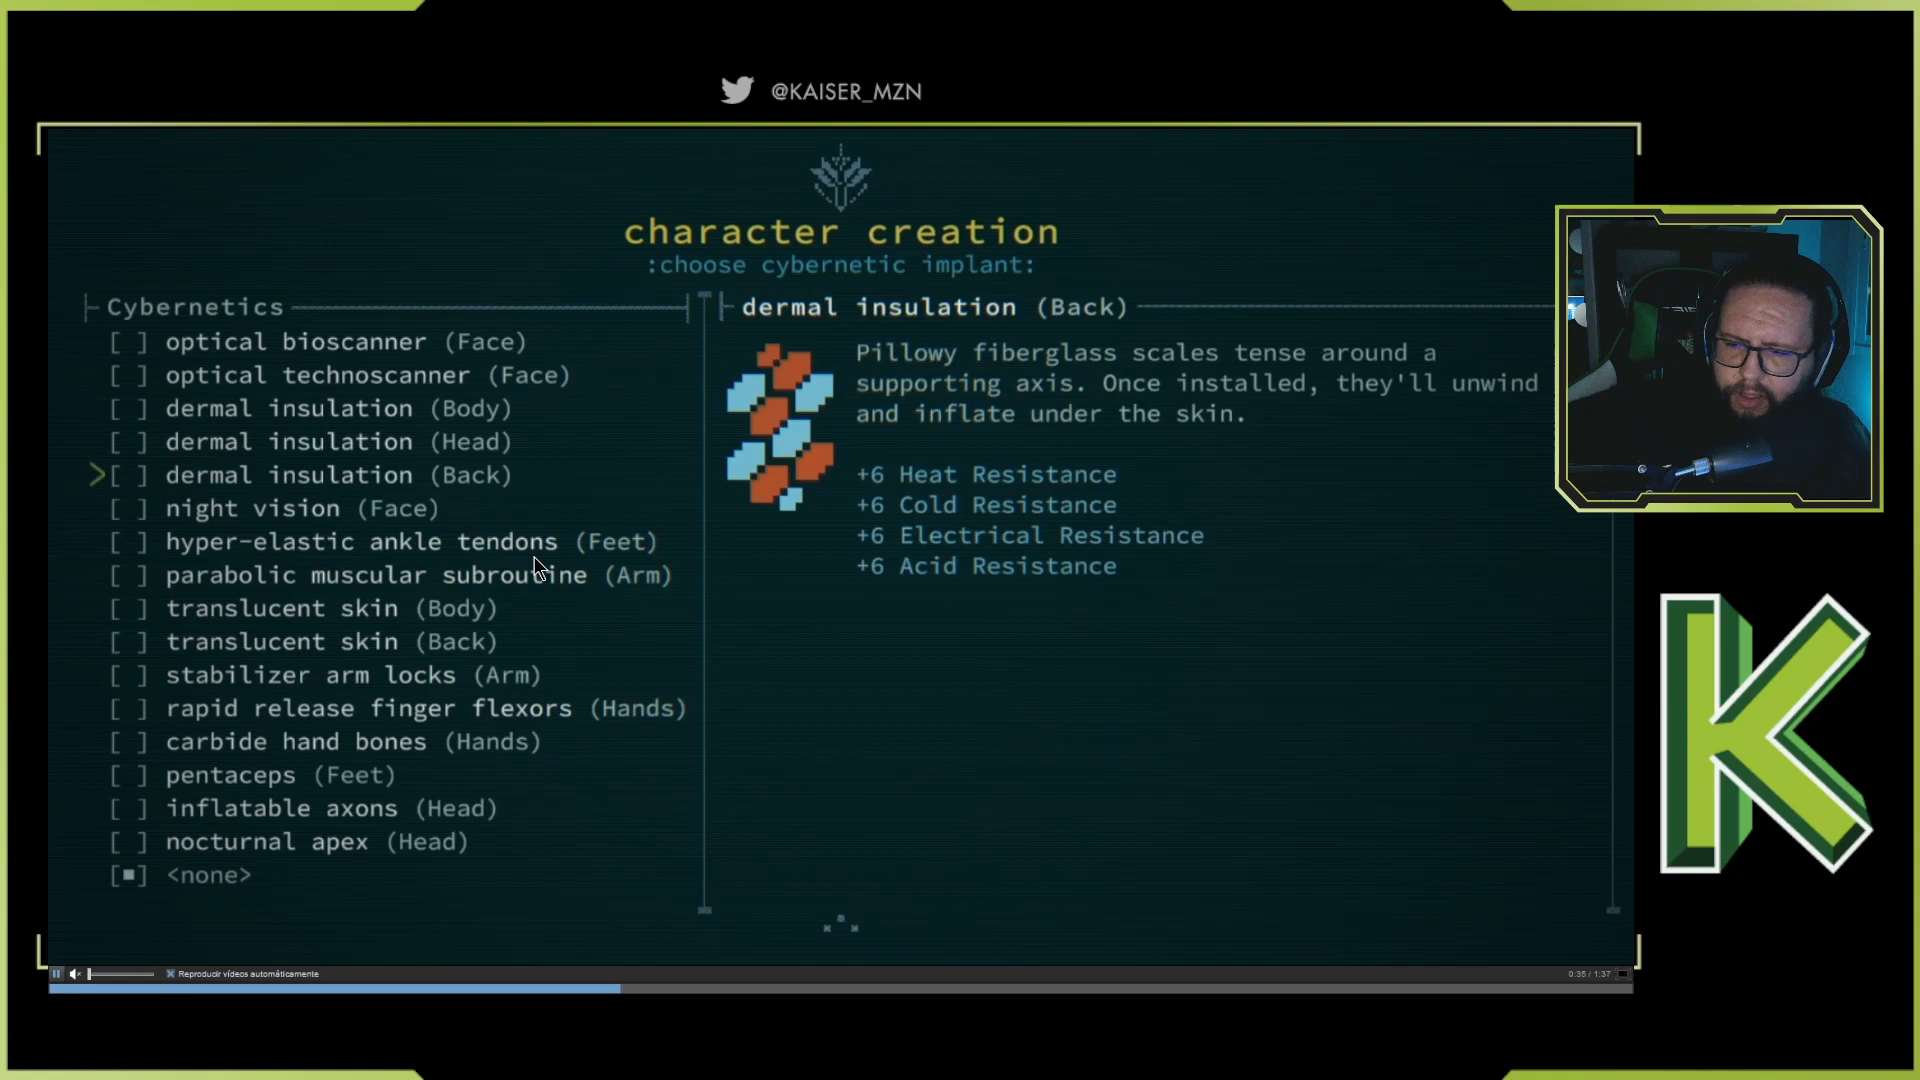 @KAISER_MZN
character creation
:choose cybernetic implant:
Cybernetics
[ ] optical bioscanner (Face)
[ ] optical technoscanner (Face)
[ ] dermal insulation (Body)
[ ] dermal insulation (Head)
>[ ] dermal insulation (Back)
[ ] night vision (Face)
[ ] hyper-elastic ankle tendons (Feet)
[ ] parabolic muscular subroutine (Arm)
[ ] translucent skin (Body)
[ ] translucent skin (Back)
[ ] stabilizer arm locks (Arm)
[ ] rapid release finger flexors (Hands)
[ ] carbide hand bones (Hands)
[ ] pentaceps (Feet)
[ ] inflatable axons (Head)
[ ] nocturnal apex (Head)
[■] <none>
dermal insulation (Back)
Pillowy fiberglass scales tense around a
supporting axis. Once installed, they'll unwind
and inflate under the skin.
+6 Heat Resistance
+6 Cold Resistance
+6 Electrical Resistance
+6 Acid Resistance
K
Reproducir vídeos automáticamente
0:35 / 1:37